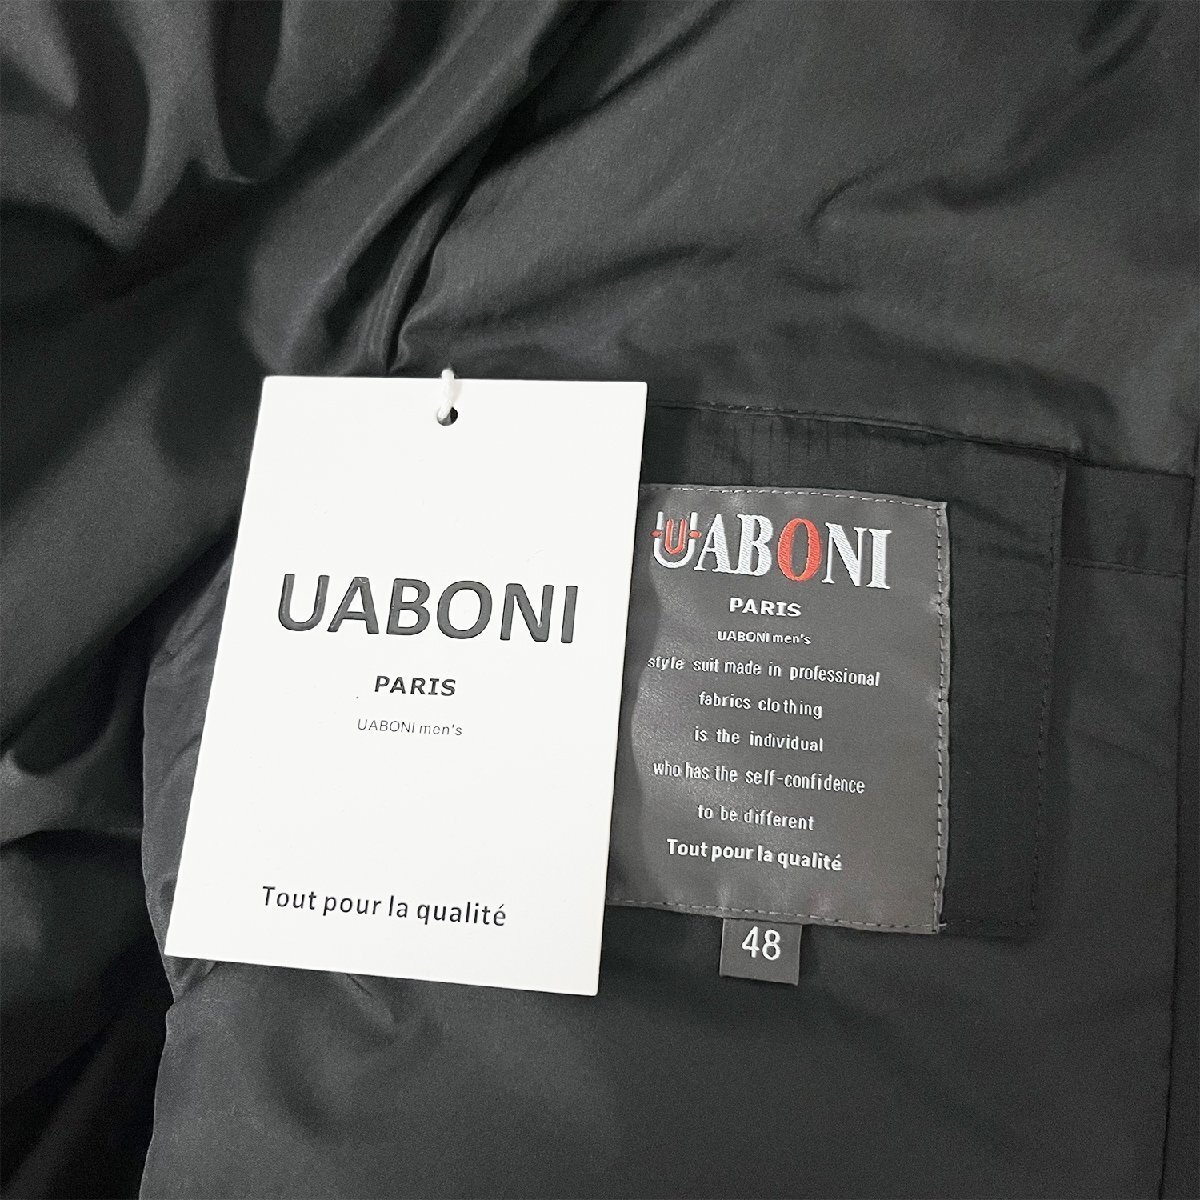 UABONI
PARIS
UABONI men's
Tout pour la qualité
UABONI
PARIS
UABONI men's
style suit made in professional
fabrics clothing
is the individual
who has the self-confidence
to be different
Tout pour la qualité
48